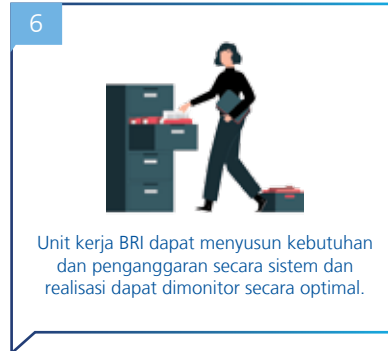 6
Unit kerja BRI dapat menyusun kebutuhan
dan penganggaran secara sistem dan
realisasi dapat dimonitor secara optimal.